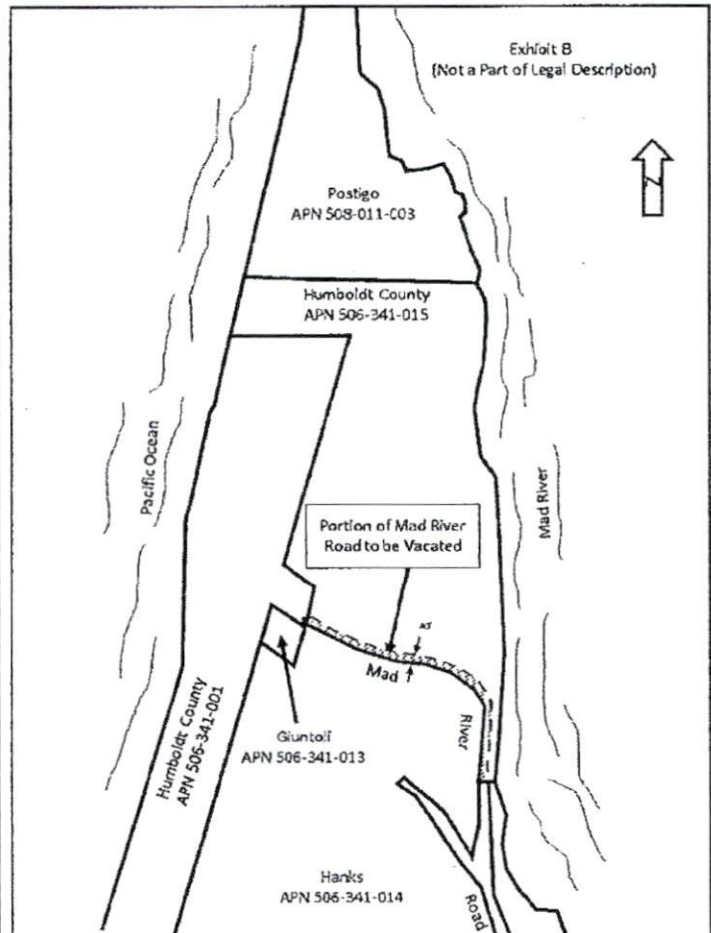 Exhibit B
(Not a Part of Legal Description)
N
Postigo
APN 508-011-003
Humboldt County
APN 506-341-015
Pacific Ocean
Mad River
Portion of Mad River
Road to be Vacated
Mad
River
Road
Giuntoli
APN 506-341-013
Humboldt County
APN 506-341-001
Hanks
APN 506-341-014